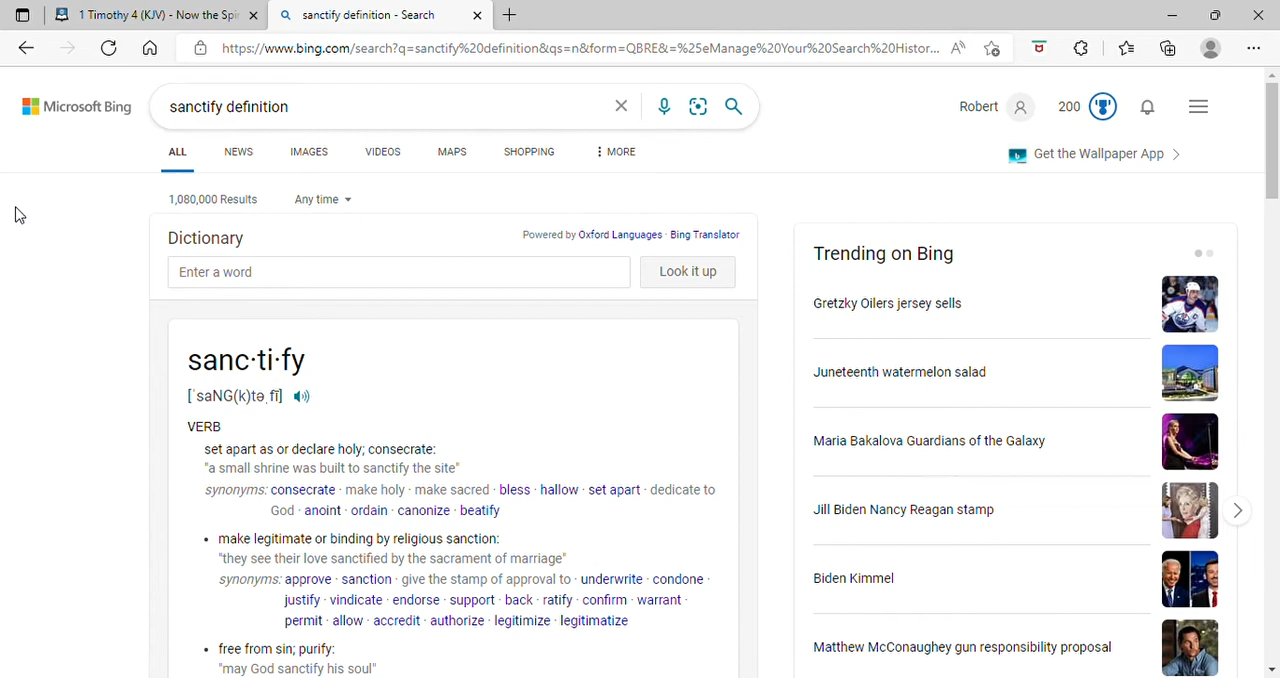 1 Timothy 4 (KJV) - Now the Spir
sanctify definition - Search
https://www.bing.com/search?q=sanctify%20definition&qs=n&form=QBRE&=%25eManage%20Your%20Search%20Histor...
Microsoft Bing
sanctify definition
Robert
200
ALL
NEWS
IMAGES
VIDEOS
MAPS
SHOPPING
MORE
Get the Wallpaper App
1,080,000 Results
Any time
Dictionary
Powered by Oxford Languages · Bing Translator
Enter a word
Look it up
sanc·ti·fy
[ˈsaNG(k)təˌfī]
VERB
set apart as or declare holy; consecrate:
"a small shrine was built to sanctify the site"
synonyms: consecrate · make holy · make sacred · bless · hallow · set apart · dedicate to
God · anoint · ordain · canonize · beatify
• make legitimate or binding by religious sanction:
"they see their love sanctified by the sacrament of marriage"
synonyms: approve · sanction · give the stamp of approval to · underwrite · condone ·
justify · vindicate · endorse · support · back · ratify · confirm · warrant ·
permit · allow · accredit · authorize · legitimize · legitimatize
• free from sin; purify:
"may God sanctify his soul"
Trending on Bing
Gretzky Oilers jersey sells
Juneteenth watermelon salad
Maria Bakalova Guardians of the Galaxy
Jill Biden Nancy Reagan stamp
Biden Kimmel
Matthew McConaughey gun responsibility proposal